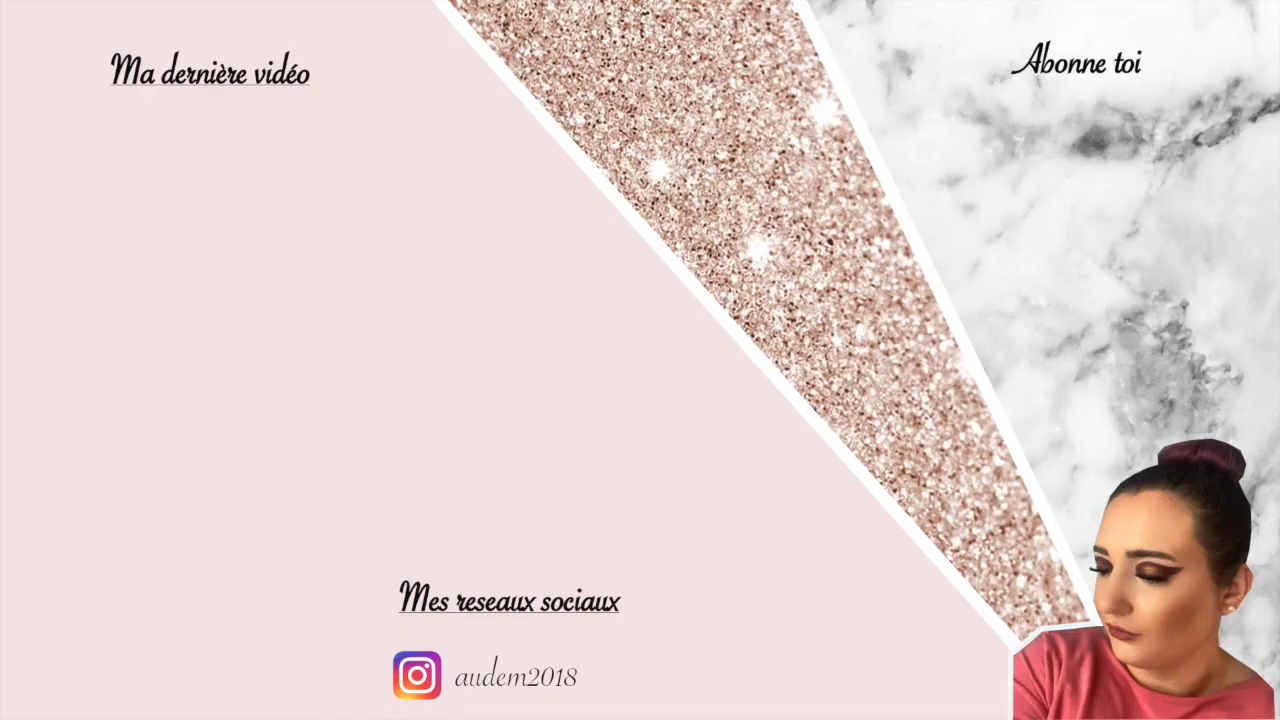 Ma dernière vidéo
Abonne toi
Mes reseaux sociaux
audem2018